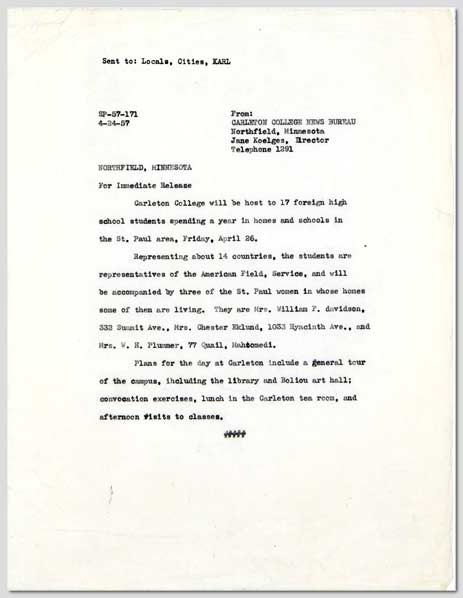 Sent to: Locals, Cities, KARL
SP-57-171
4-24-57
From:
CARLETON COLLEGE NEWS BUREAU
Northfield, Minnesota
Jane Koelges, Director
Telephone 1291
NORTHFIELD, MINNESOTA
For Immediate Release
Carleton College will be host to 17 foreign high
school students spending a year in homes and schools in
the St. Paul area, Friday, April 26.
Representing about 14 countries, the students are
representatives of the American Field, Service, and will
be accompanied by three of the St. Paul women in whose homes
some of them are living. They are Mrs. William F. davidson,
332 Summit Ave., Mrs. Chester Eklund, 1033 Hyacinth Ave., and
Mrs. W. H. Plummer, 77 Quail, Mahtomedi.
Plans for the day at Carleton include a general tour
of the campus, ihcluding the library and Boliou art hall;
convocation exercises, lunch in the Carleton tea room, and
afternoon visits to classes.
#####